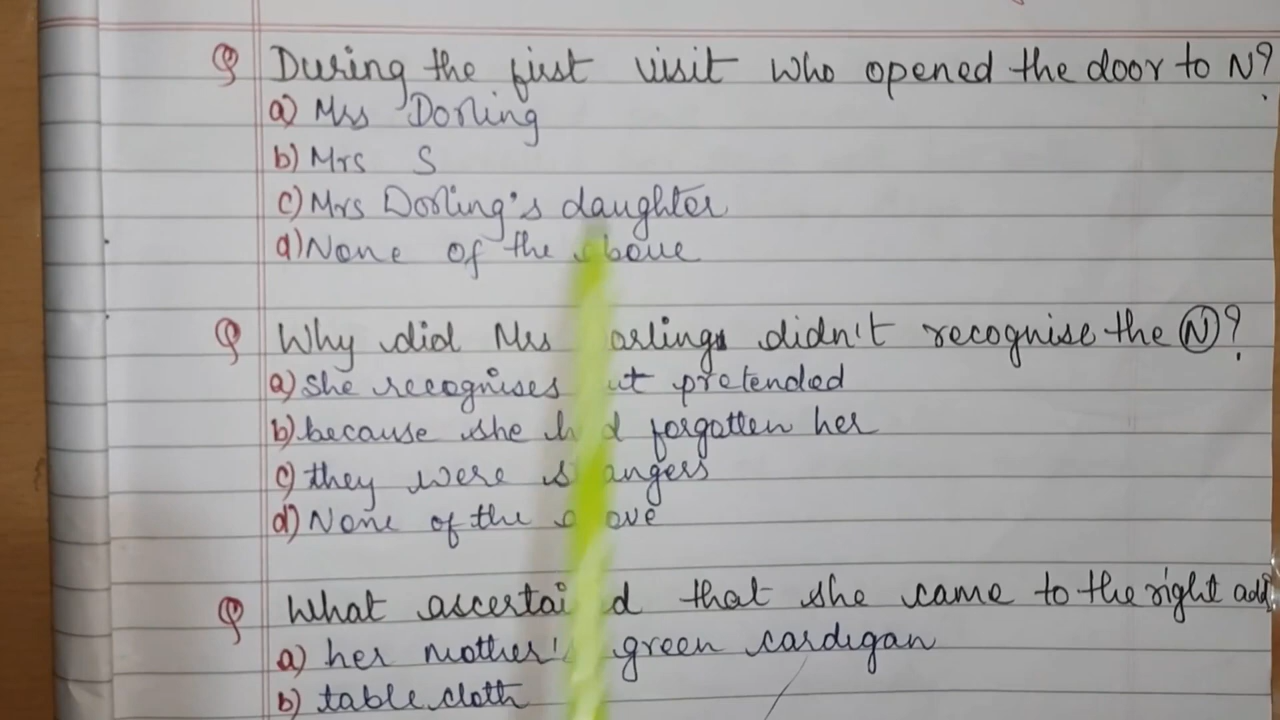 Q During the first visit who opened the door to N?
a) Mrs Dorling
b) Mrs S
c) Mrs Dorling's daughter
d) None of the above
Q Why did Mrs didn't recognise the N?
a) she recognises pretended
b) because she forgotten her
c) they were
d) None of the
Q What that she came to the right add
a) her mother's green cardigan
b) table cloth